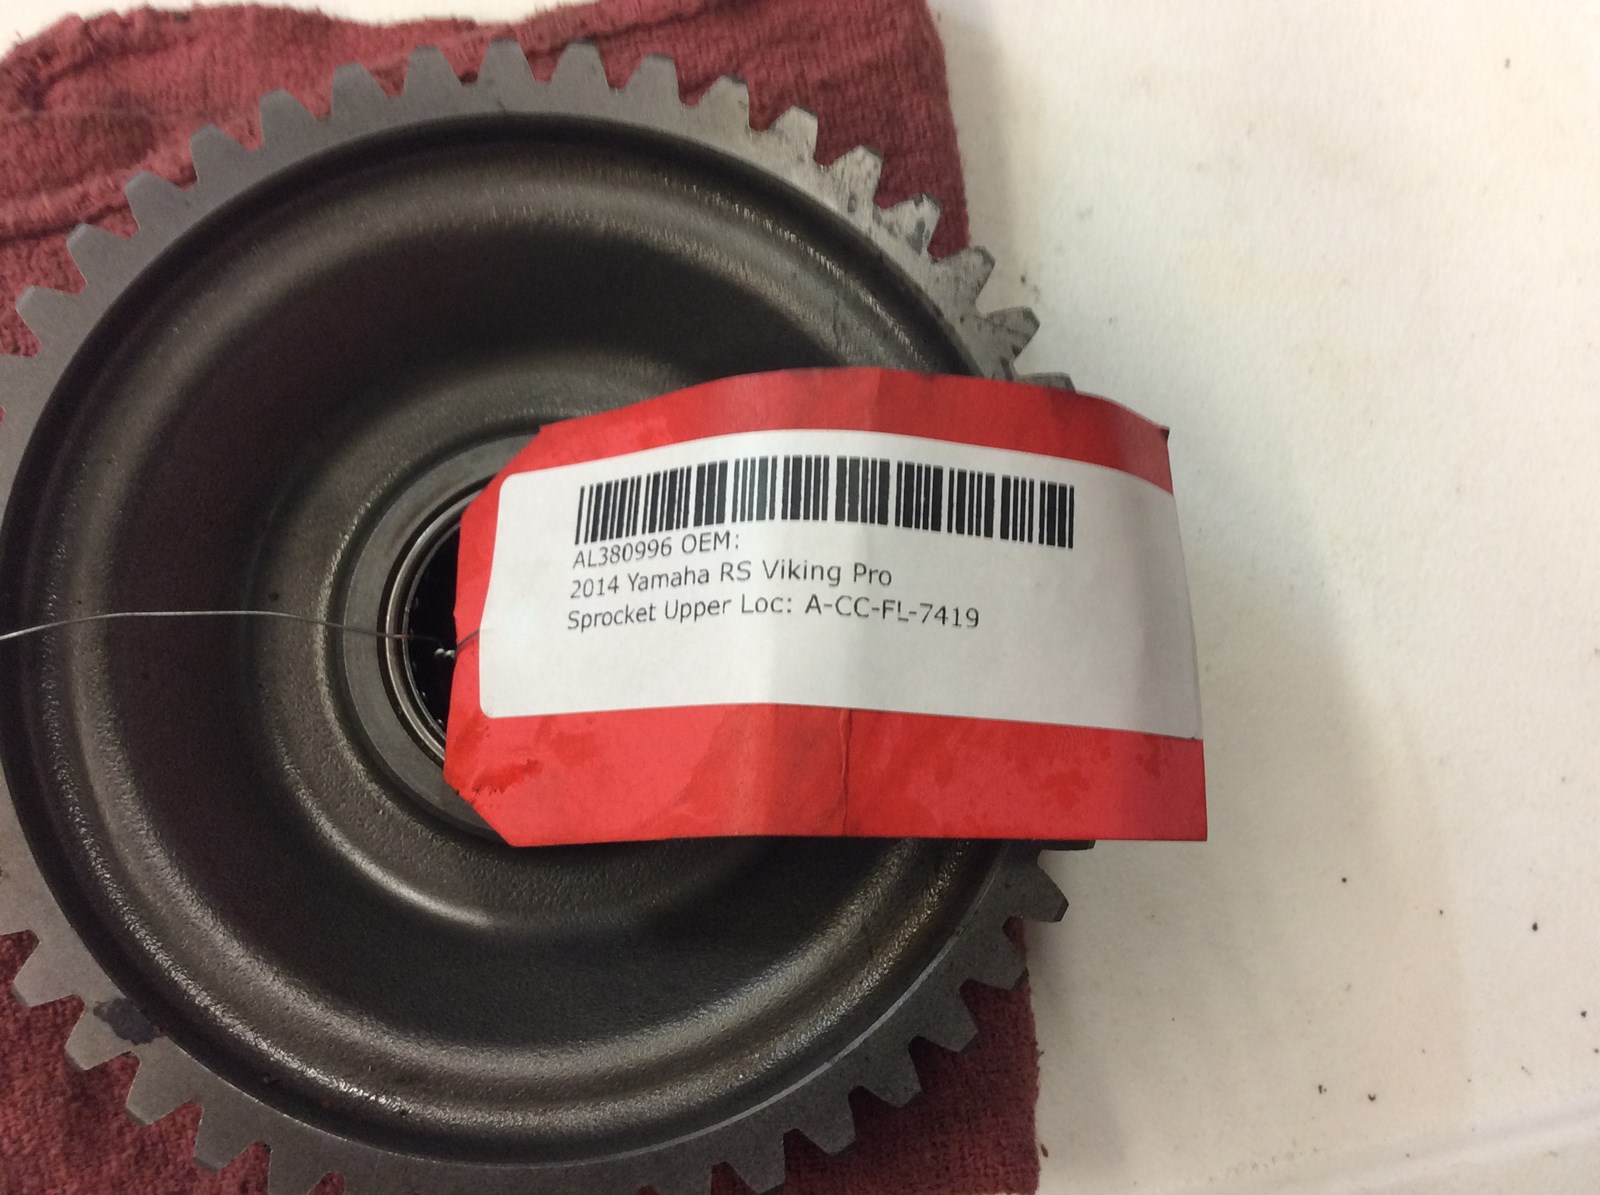 AL380996 OEM:
2014 Yamaha RS Viking Pro
Sprocket Upper Loc: A-CC-FL-7419